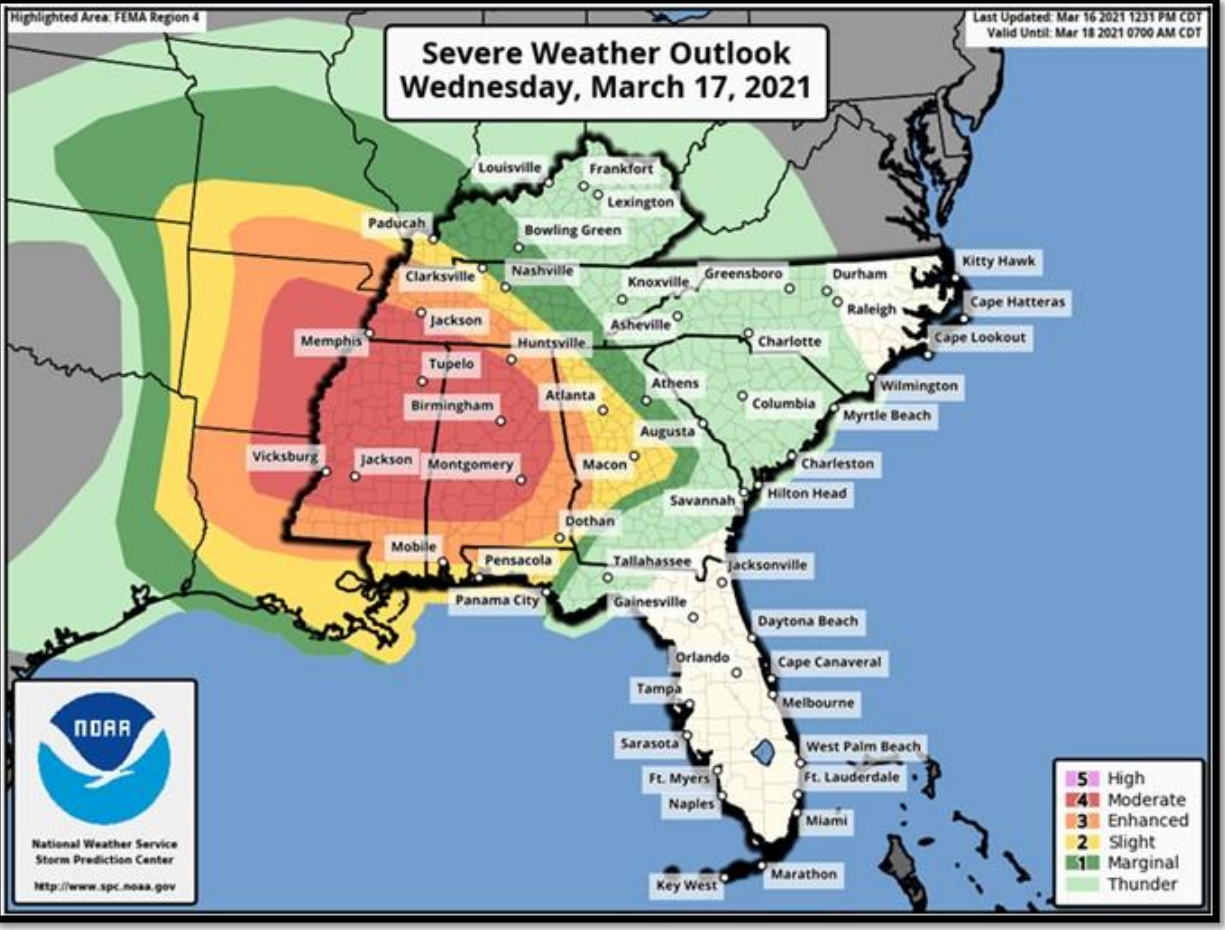 Highlighted Area: FEMA Region 4
Last Updated: Mar 16 2021 1231 PM CDT
Valid Until: Mar 18 2021 0700 AM CDT
Severe Weather Outlook
Wednesday, March 17, 2021
Louisville
Frankfort
Lexington
Paducah
Bowling Green
Clarksville
Nashville
Knoxville
Greensboro
Durham
Kitty Hawk
Raleigh
Cape Hatteras
Jackson
Asheville
Memphis
Huntsville
Charlotte
Cape Lookout
Tupelo
Athens
Wilmington
Birmingham
Atlanta
Columbia
Myrtle Beach
Augusta
Vicksburg
Jackson
Montgomery
Macon
Charleston
Savannah
Hilton Head
Dothan
Mobile
Pensacola
Tallahassee
Jacksonville
Panama City
Gainesville
Daytona Beach
Orlando
Cape Canaveral
Tampa
Melbourne
Sarasota
West Palm Beach
Ft. Myers
Ft. Lauderdale
Naples
Miami
Key West
Marathon
NOAA
National Weather Service
Storm Prediction Center
http://www.spc.noaa.gov
5 High
4 Moderate
3 Enhanced
2 Slight
1 Marginal
Thunder